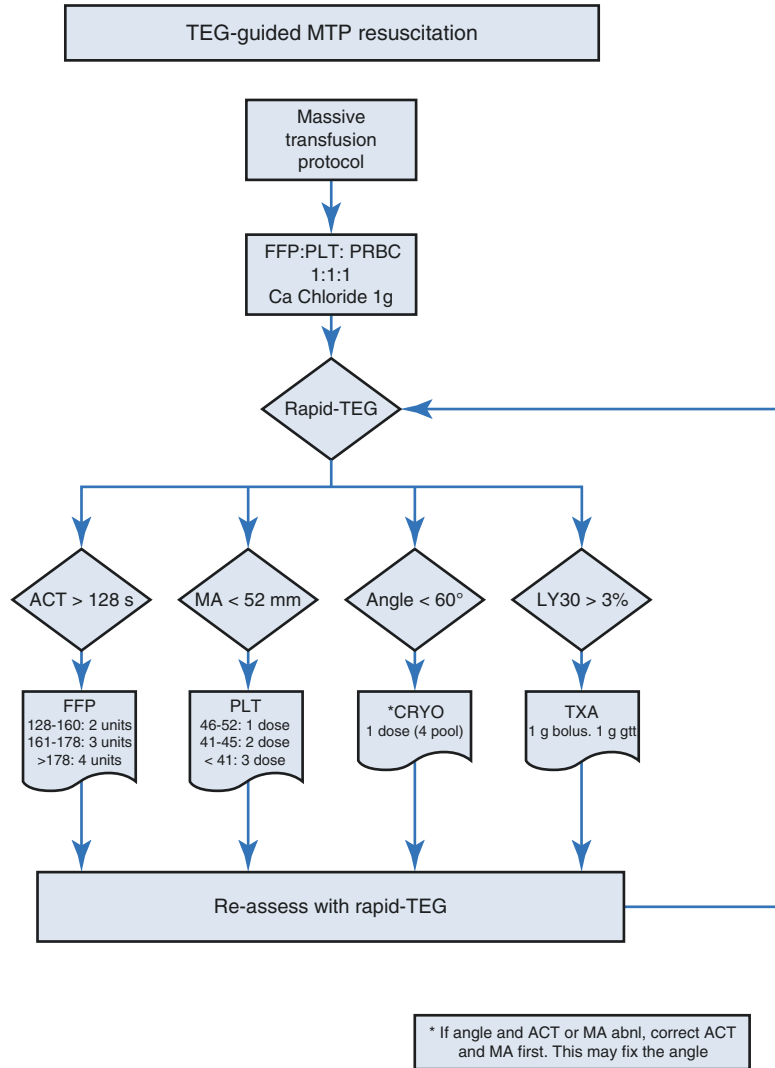 TEG-guided MTP resuscitation
Massive
transfusion
protocol
FFP:PLT: PRBC
1:1:1
Ca Chloride 1g
Rapid-TEG
ACT > 128 s
MA < 52 mm
Angle < 60°
LY30 > 3%
FFP
128-160: 2 units
161-178: 3 units
>178: 4 units
PLT
46-52: 1 dose
41-45: 2 dose
< 41: 3 dose
*CRYO
1 dose (4 pool)
TXA
1 g bolus. 1 g gtt
Re-assess with rapid-TEG
* If angle and ACT or MA abnl, correct ACT
and MA first. This may fix the angle